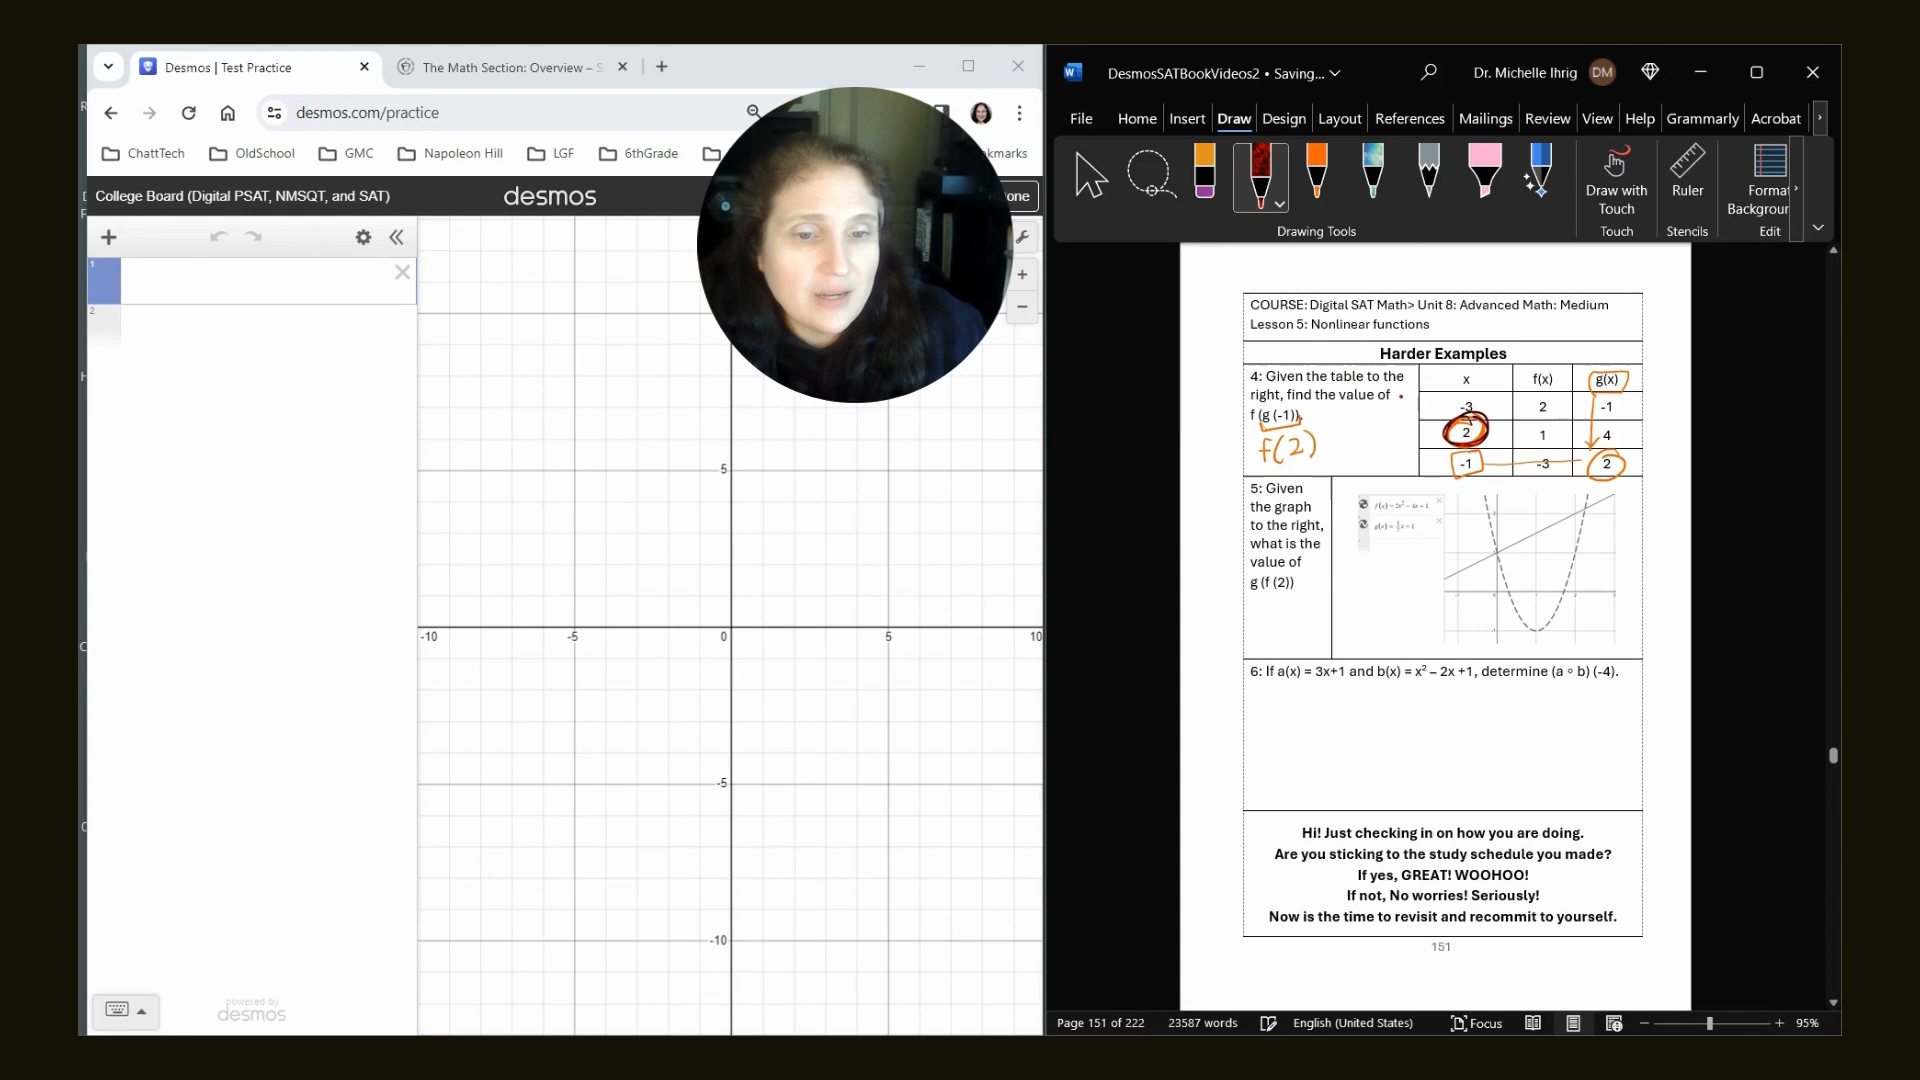 Desmos | Test Practice
The Math Section: Overview – S
desmos.com/practice
ChattTech
OldSchool
GMC
Napoleon Hill
LGF
6thGrade
kmarks
College Board (Digital PSAT, NMSQT, and SAT)
desmos
one
1
2
5
-10
-5
0
5
10
-5
-10
powered by
desmos
DesmosSATBookVideos2 • Saving...
Dr. Michelle Ihrig
DM
File
Home
Insert
Draw
Design
Layout
References
Mailings
Review
View
Help
Grammarly
Acrobat
Draw with
Touch
Ruler
Format
Background
Drawing Tools
Touch
Stencils
Edit
COURSE: Digital SAT Math> Unit 8: Advanced Math: Medium
Lesson 5: Nonlinear functions
Harder Examples
4: Given the table to the
right, find the value of
f (g (-1)).
f(2)
x f(x) g(x)
-3 2 -1
2 1 4
-1 -3 2
5: Given
the graph
to the right,
what is the
value of
g (f (2))
f(x) = 2x² − 4x + 1
6: If a(x) = 3x+1 and b(x) = x² – 2x +1, determine (a ∘ b) (-4).
Hi! Just checking in on how you are doing.
Are you sticking to the study schedule you made?
If yes, GREAT! WOOHOO!
If not, No worries! Seriously!
Now is the time to revisit and recommit to yourself.
151
Page 151 of 222
23587 words
English (United States)
Focus
95%